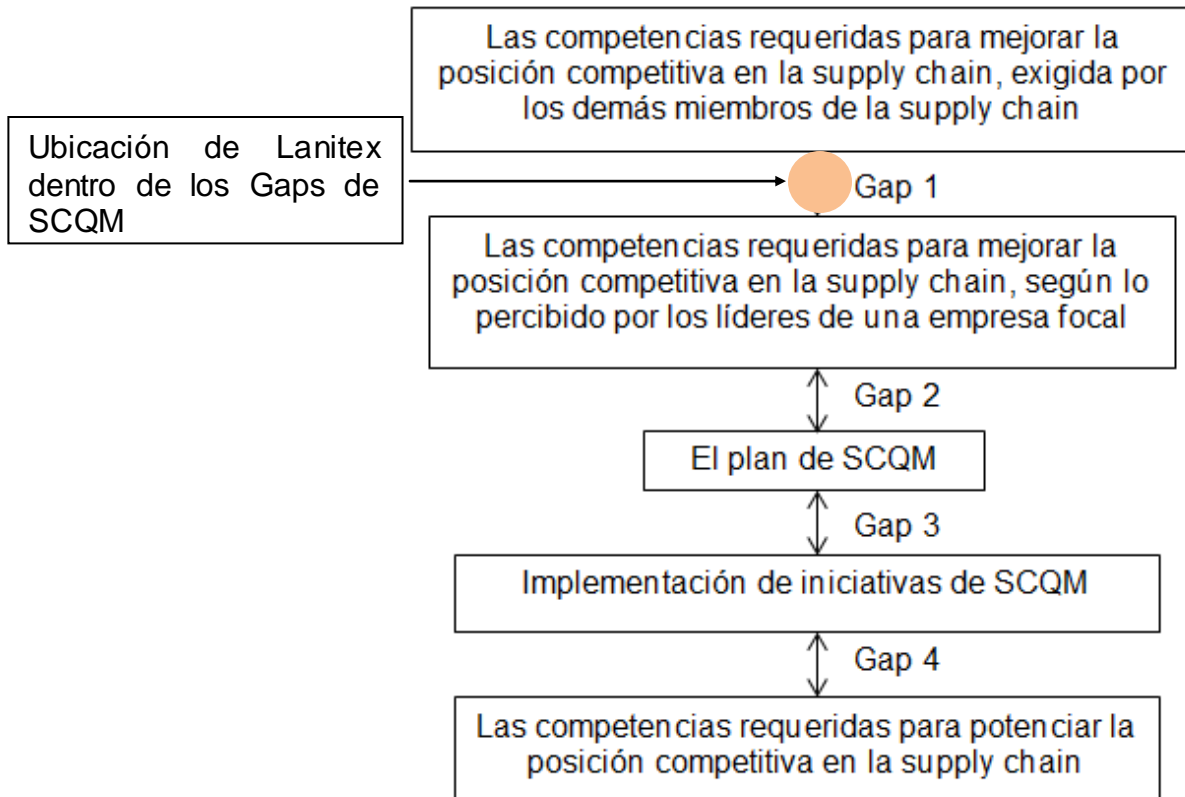 Las competencias requeridas para mejorar la
posición competitiva en la supply chain, exigida por
los demás miembros de la supply chain
Ubicación de Lanitex
dentro de los Gaps de
SCQM
Gap 1
Las competencias requeridas para mejorar la
posición competitiva en la supply chain, según lo
percibido por los líderes de una empresa focal
Gap 2
El plan de SCQM
Gap 3
Implementación de iniciativas de SCQM
Gap 4
Las competencias requeridas para potenciar la
posición competitiva en la supply chain